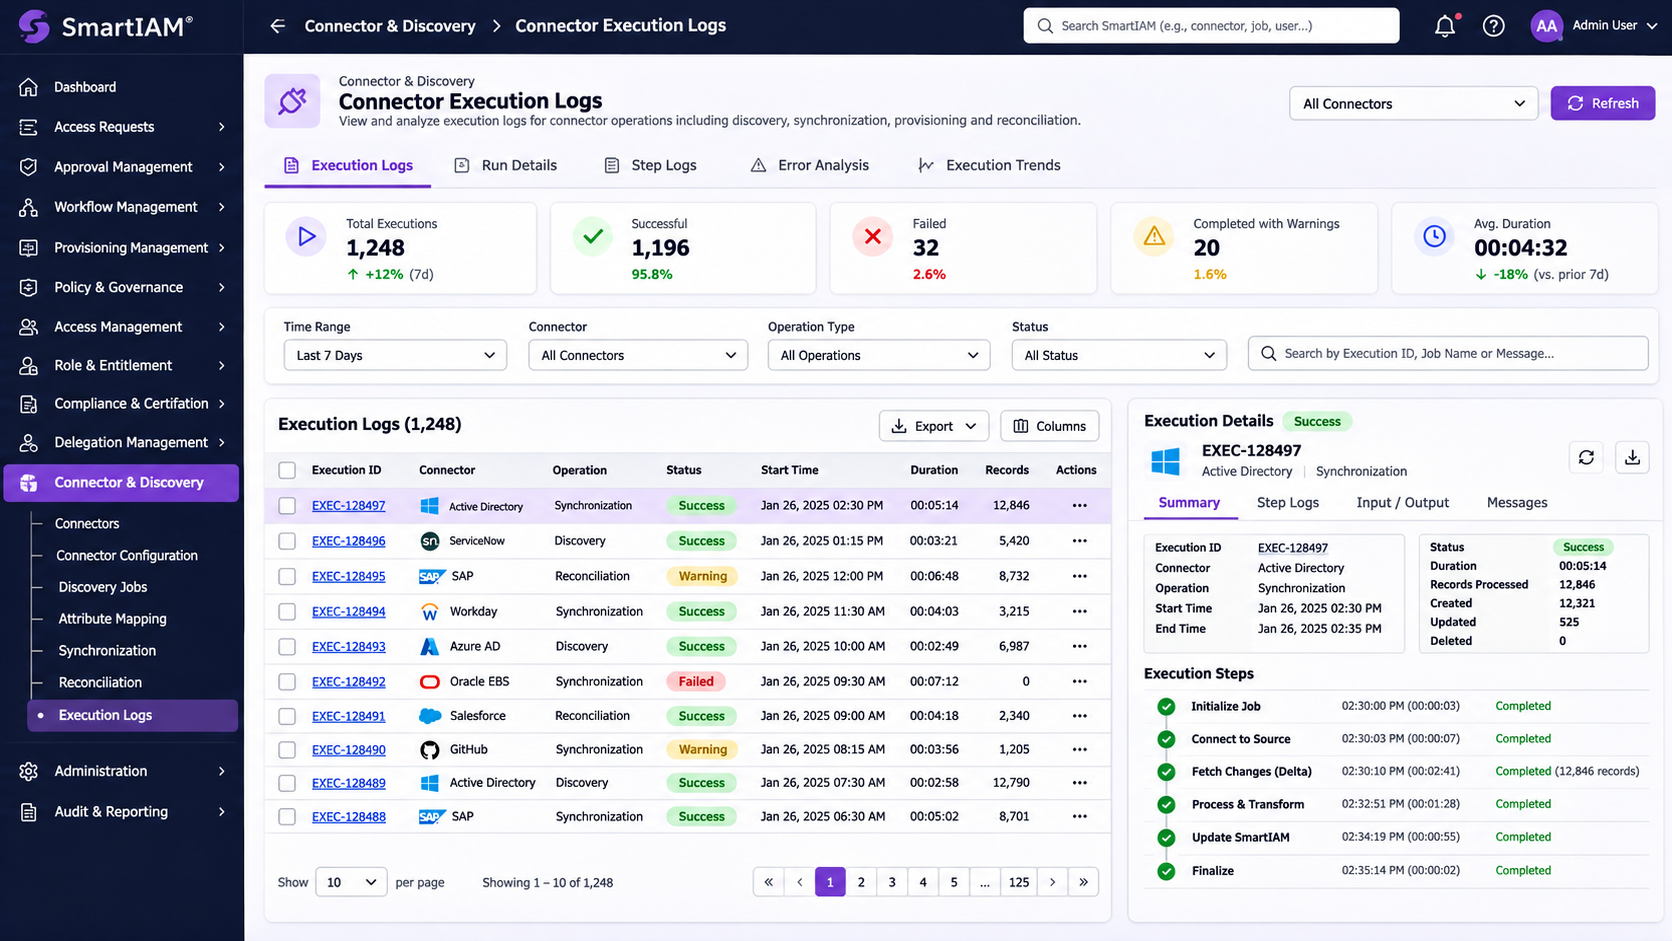 SmartIAM®
Connector & Discovery > Connector Execution Logs
Search SmartIAM (e.g., connector, job, user...)
AA Admin User
Dashboard
Access Requests
Approval Management
Workflow Management
Provisioning Management
Policy & Governance
Access Management
Role & Entitlement
Compliance & Certifation
Delegation Management
Connector & Discovery
Connectors
Connector Configuration
Discovery Jobs
Attribute Mapping
Synchronization
Reconciliation
Execution Logs
Administration
Audit & Reporting
Connector & Discovery
Connector Execution Logs
View and analyze execution logs for connector operations including discovery, synchronization, provisioning and reconciliation.
All Connectors
Refresh
Execution Logs Run Details Step Logs Error Analysis Execution Trends
Total Executions
1,248
+12% (7d)
Successful
1,196
95.8%
Failed
32
2.6%
Completed with Warnings
20
1.6%
Avg. Duration
00:04:32
-18% (vs. prior 7d)
Time Range Connector Operation Type Status
Last 7 Days All Connectors All Operations All Status Search by Execution ID, Job Name or Message...
Execution Logs (1,248)
Export Columns
Execution ID Connector Operation Status Start Time Duration Records Actions
EXEC-128497 Active Directory Synchronization Success Jan 26, 2025 02:30 PM 00:05:14 12,846
EXEC-128496 sn ServiceNow Discovery Success Jan 26, 2025 01:15 PM 00:03:21 5,420
EXEC-128495 SAP SAP Reconciliation Warning Jan 26, 2025 12:00 PM 00:06:48 8,732
EXEC-128494 Workday Synchronization Success Jan 26, 2025 11:30 AM 00:04:03 3,215
EXEC-128493 Azure AD Discovery Success Jan 26, 2025 10:00 AM 00:02:49 6,987
EXEC-128492 Oracle EBS Synchronization Failed Jan 26, 2025 09:30 AM 00:07:12 0
EXEC-128491 Salesforce Reconciliation Success Jan 26, 2025 09:00 AM 00:04:18 2,340
EXEC-128490 GitHub Synchronization Warning Jan 26, 2025 08:15 AM 00:03:56 1,205
EXEC-128489 Active Directory Discovery Success Jan 26, 2025 07:30 AM 00:02:58 12,790
EXEC-128488 SAP SAP Synchronization Success Jan 26, 2025 06:30 AM 00:05:02 8,701
Show 10 per page Showing 1 – 10 of 1,248
« ‹ 1 2 3 4 5 ... 125 › »
Execution Details Success
EXEC-128497
Active Directory | Synchronization
Summary Step Logs Input / Output Messages
Execution ID EXEC-128497
Connector Active Directory
Operation Synchronization
Start Time Jan 26, 2025 02:30 PM
End Time Jan 26, 2025 02:35 PM
Status Success
Duration 00:05:14
Records Processed 12,846
Created 12,321
Updated 525
Deleted 0
Execution Steps
Initialize Job 02:30:00 PM (00:00:03) Completed
Connect to Source 02:30:03 PM (00:00:07) Completed
Fetch Changes (Delta) 02:30:10 PM (00:02:41) Completed (12,846 records)
Process & Transform 02:32:51 PM (00:01:28) Completed
Update SmartIAM 02:34:19 PM (00:00:55) Completed
Finalize 02:35:14 PM (00:00:02) Completed